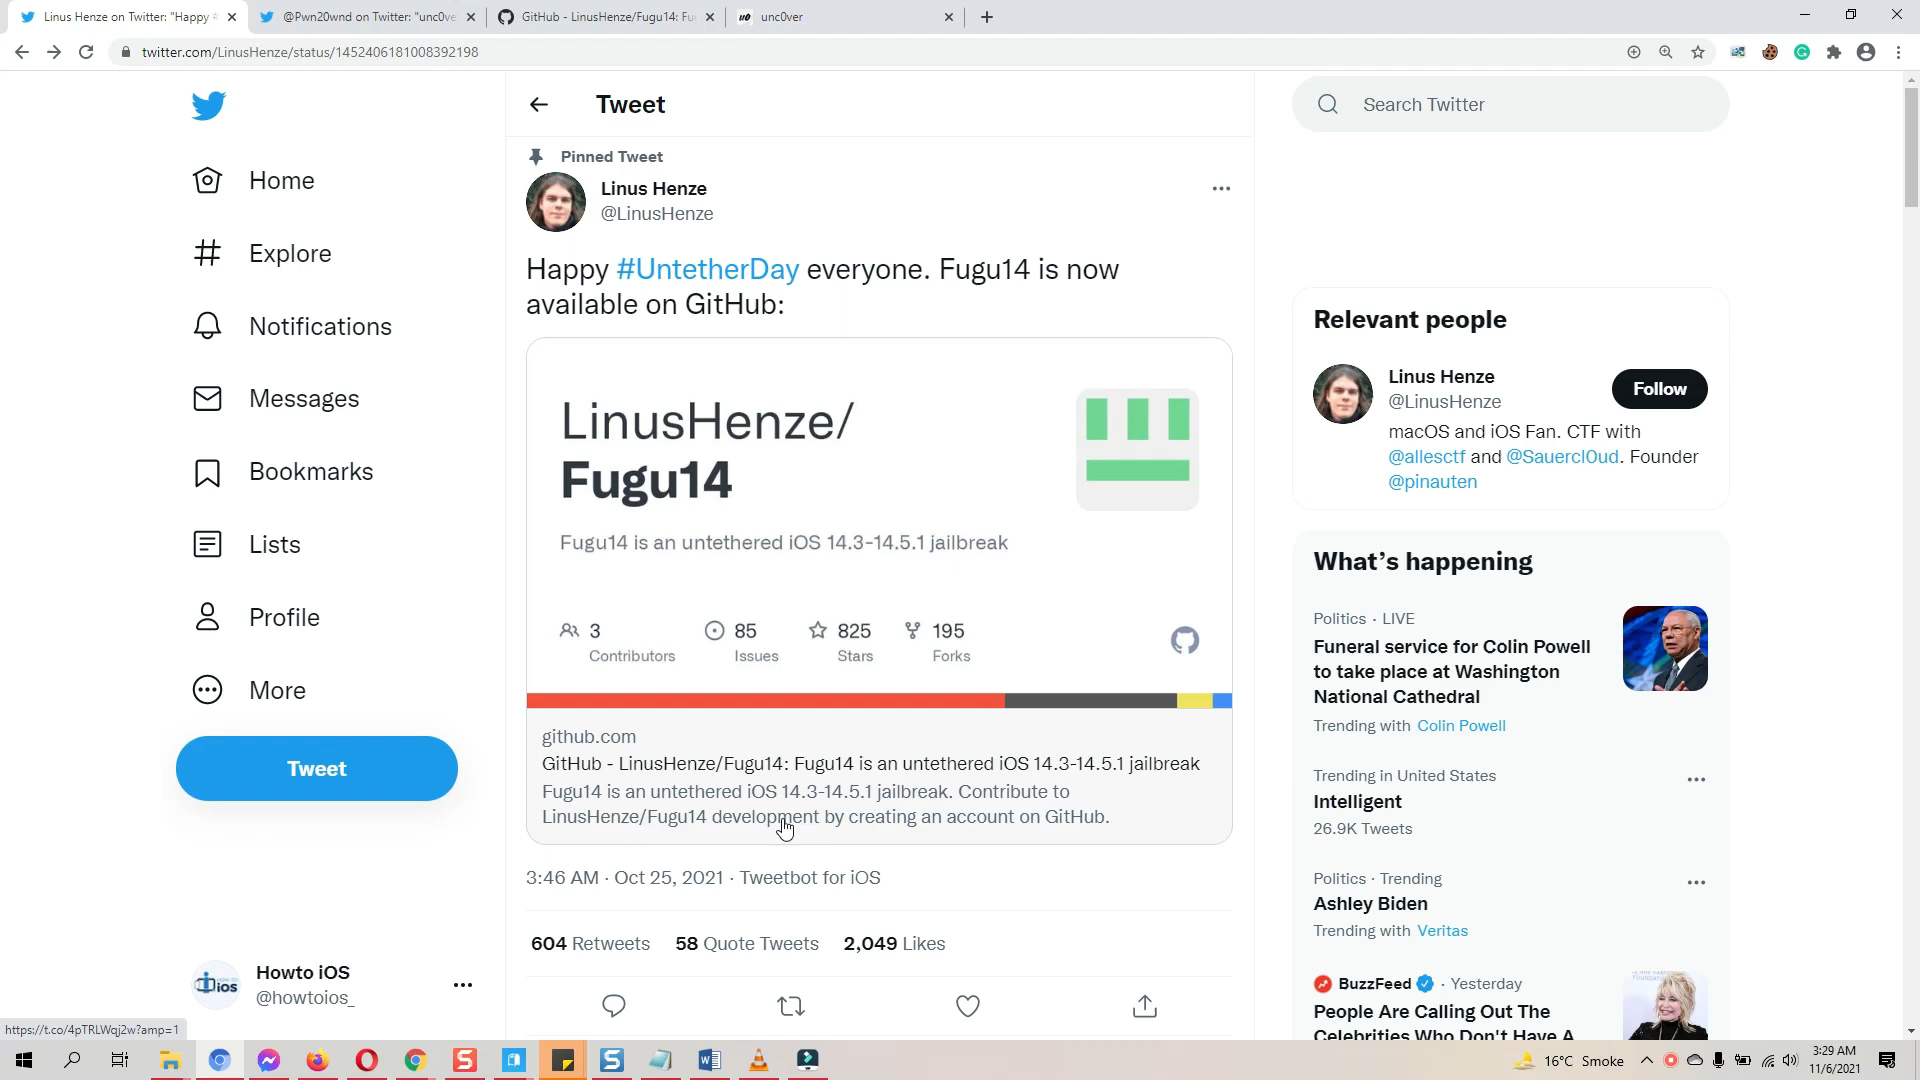 Linus Henze on Twitter: "Happy #
@Pwn20wnd on Twitter: "unc0ve
GitHub - LinusHenze/Fugu14: Fu
unc0ver
twitter.com/LinusHenze/status/1452406181008392198
Home
Explore
Notifications
Messages
Bookmarks
Lists
Profile
More
Tweet
Howto iOS
@howtoios_
Tweet
Pinned Tweet
Linus Henze
@LinusHenze
Happy #UntetherDay everyone. Fugu14 is now
available on GitHub:
LinusHenze/
Fugu14
Fugu14 is an untethered iOS 14.3-14.5.1 jailbreak
3
Contributors
85
Issues
825
Stars
195
Forks
github.com
GitHub - LinusHenze/Fugu14: Fugu14 is an untethered iOS 14.3-14.5.1 jailbreak
Fugu14 is an untethered iOS 14.3-14.5.1 jailbreak. Contribute to
LinusHenze/Fugu14 development by creating an account on GitHub.
3:46 AM · Oct 25, 2021 · Tweetbot for iOS
604 Retweets 58 Quote Tweets 2,049 Likes
Search Twitter
Relevant people
Linus Henze
@LinusHenze
Follow
macOS and iOS Fan. CTF with
@allesctf and @Sauercl0ud. Founder
@pinauten
What's happening
Politics · LIVE
Funeral service for Colin Powell
to take place at Washington
National Cathedral
Trending with Colin Powell
Trending in United States
Intelligent
26.9K Tweets
Politics · Trending
Ashley Biden
Trending with Veritas
BuzzFeed · Yesterday
People Are Calling Out The
Celebrities Who Don't Have A
https://t.co/4pTRLWqj2w?amp=1
16°C Smoke
3:29 AM
11/6/2021